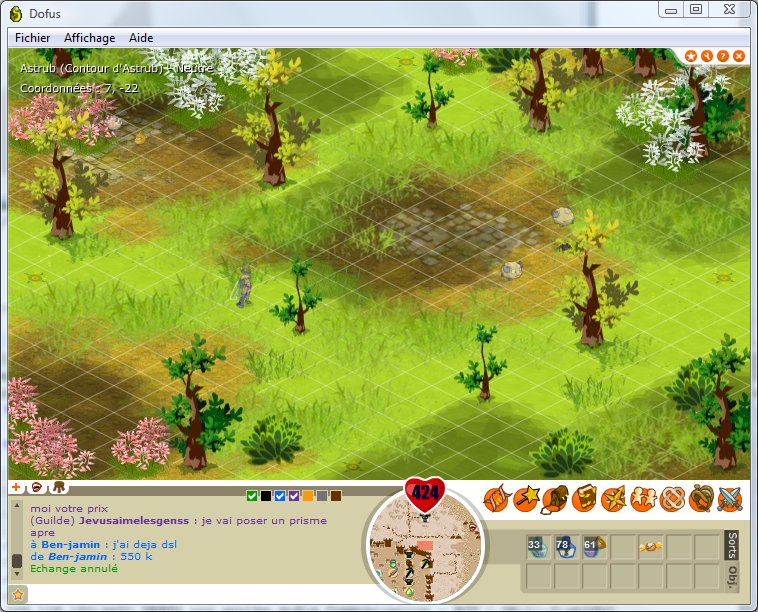 Dofus
Fichier Affichage Aide
Astrub (Contour d'Astrub) - Neutre
Coordonnées : 7, -22
moi votre prix
(Guilde) Jevusaimelesgenss : je vai poser un prisme
apre
à Ben-jamin : j'ai deja dsl
de Ben-jamin : 550 k
Echange annulé
424
33 78 61
Sorts
Obj.